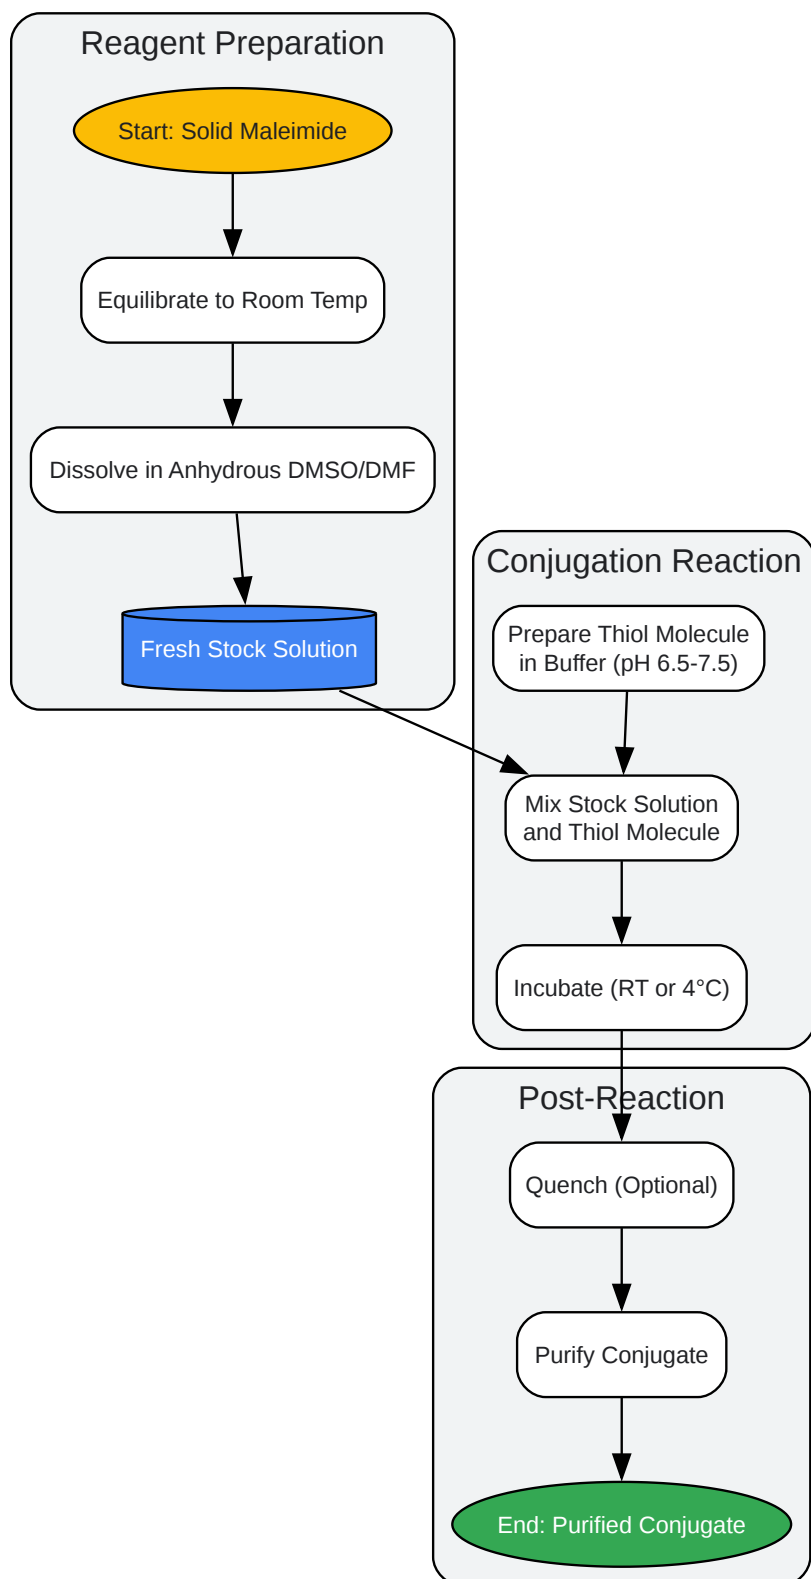 Reagent Preparation
Start: Solid Maleimide
Equilibrate to Room Temp
Dissolve in Anhydrous DMSO/DMF
Fresh Stock Solution
Conjugation Reaction
Prepare Thiol Molecule
in Buffer (pH 6.5-7.5)
Mix Stock Solution
and Thiol Molecule
Incubate (RT or 4°C)
Post-Reaction
Quench (Optional)
Purify Conjugate
End: Purified Conjugate